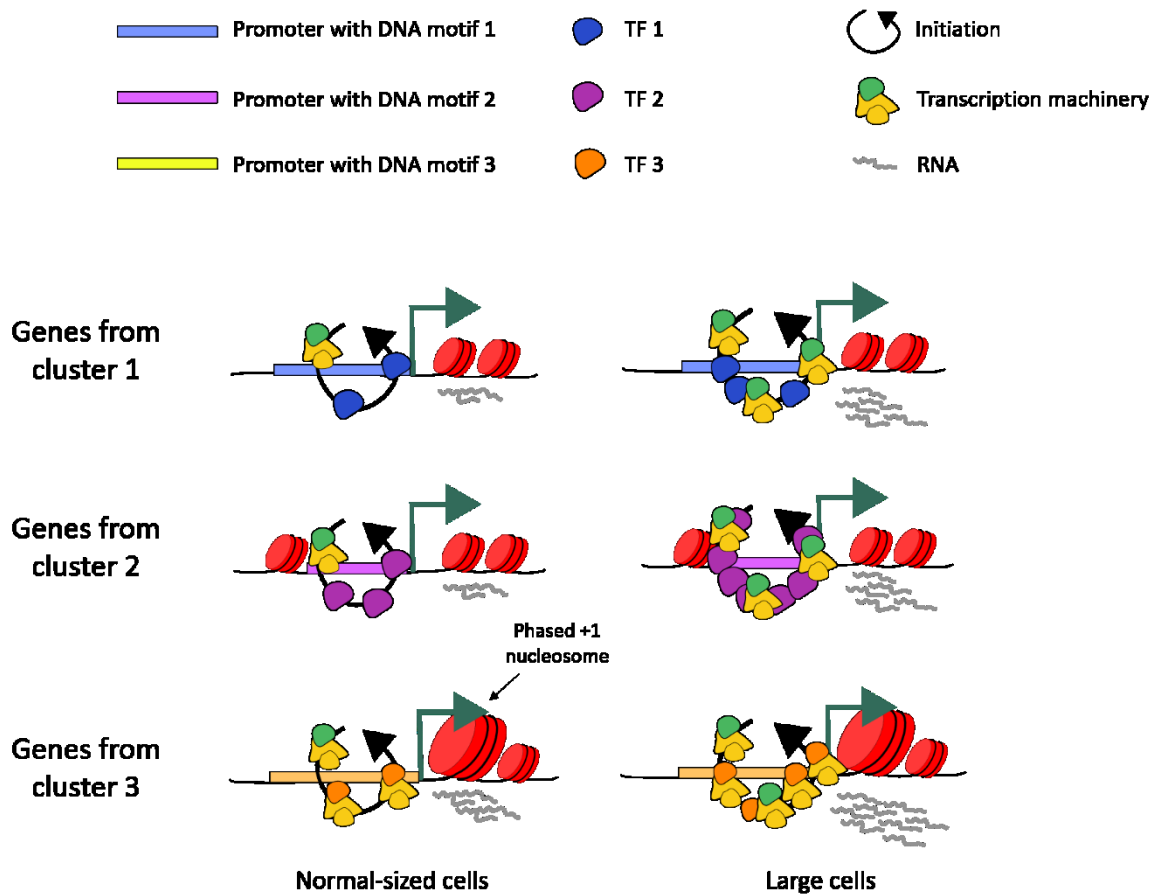 Promoter with DNA motif 1
TF 1
Initiation
Promoter with DNA motif 2
TF 2
Transcription machinery
Promoter with DNA motif 3
TF 3
RNA
Genes from
cluster 1
Genes from
cluster 2
Phased +1
nucleosome
Genes from
cluster 3
Normal-sized cells
Large cells